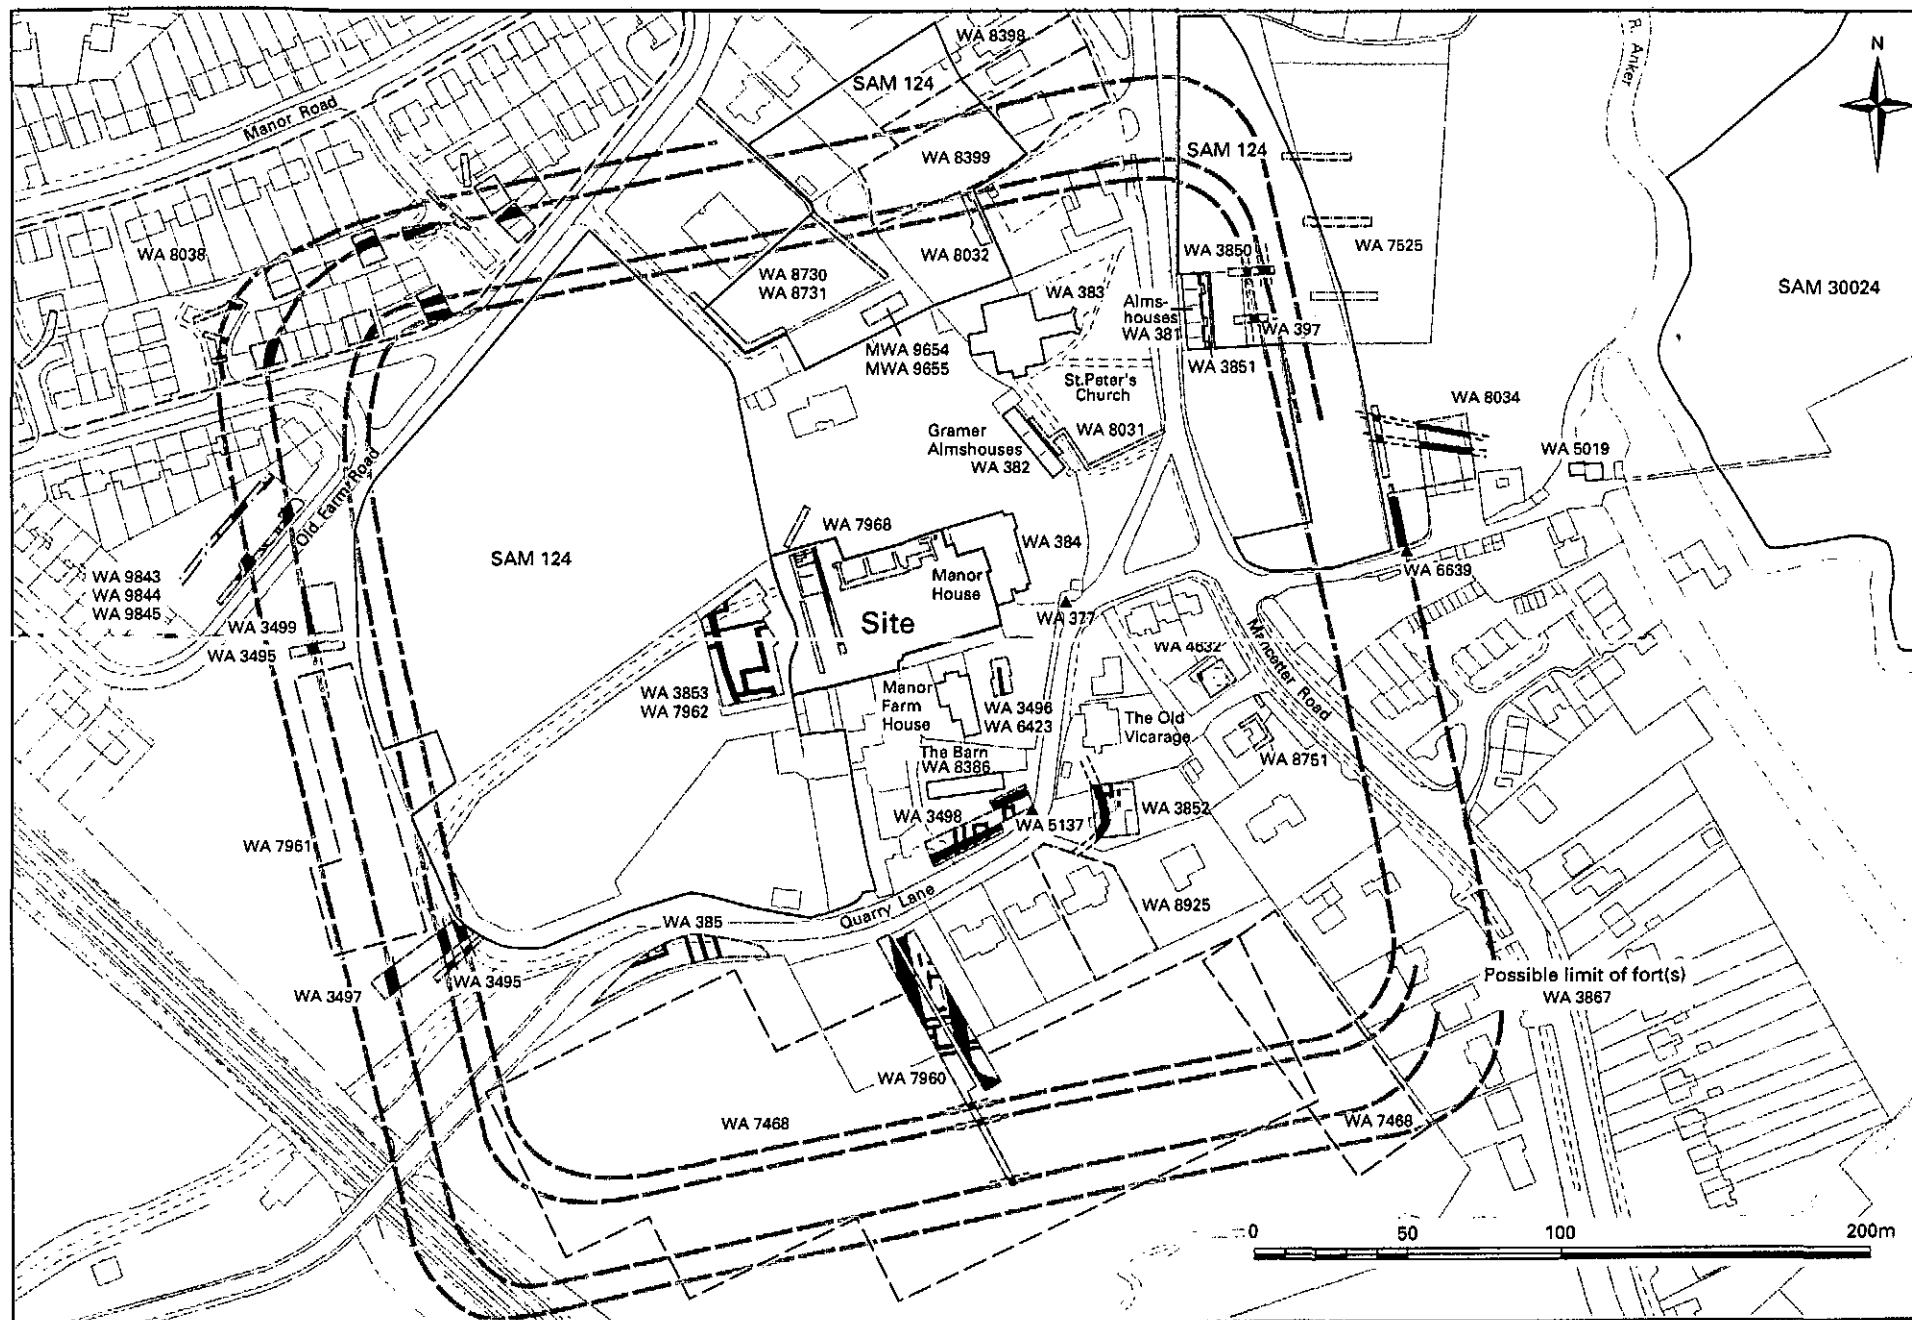 WA 8398
SAM 124
R. Anker
N
Manor Road
WA 8399
SAM 124
WA 8038
WA 8032
WA 3850
WA 7525
WA 8730
WA 8731
WA 383
Alms-
houses
WA 381
SAM 30024
WA 397
MWA 9654
MWA 9655
WA 3851
St.Peter's
Church
WA 8034
Gramer
Almshouses
WA 382
WA 8031
WA 5019
Old Farm Road
WA 7968
SAM 124
WA 384
Manor
House
WA 6639
WA 9843
WA 9844
WA 9845
Site
WA 377
WA 3499
WA 3495
WA 4632
Mancetter Road
WA 3853
WA 7962
Manor
Farm
House
WA 3496
WA 6423
The Old
Vicarage
The Barn
WA 8386
WA 8751
WA 3498
WA 5137
WA 3852
WA 7961
Quarry Lane
WA 385
WA 8925
WA 3497
WA 3495
Possible limit of fort(s)
WA 3867
WA 7960
WA 7468
WA 7468
0 50 100 200m